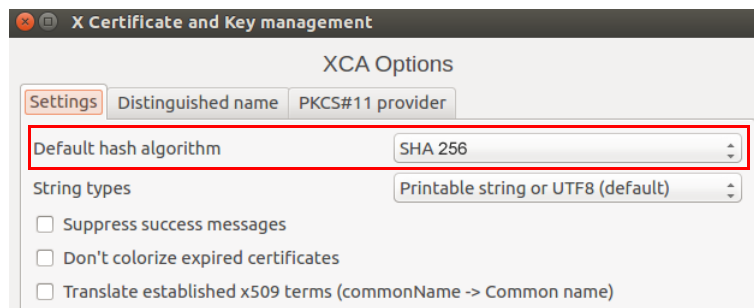 X Certificate and Key management
XCA Options
Settings Distinguished name PKCS#11 provider
Default hash algorithm SHA 256
String types Printable string or UTF8 (default)
Suppress success messages
Don't colorize expired certificates
Translate established x509 terms (commonName -> Common name)